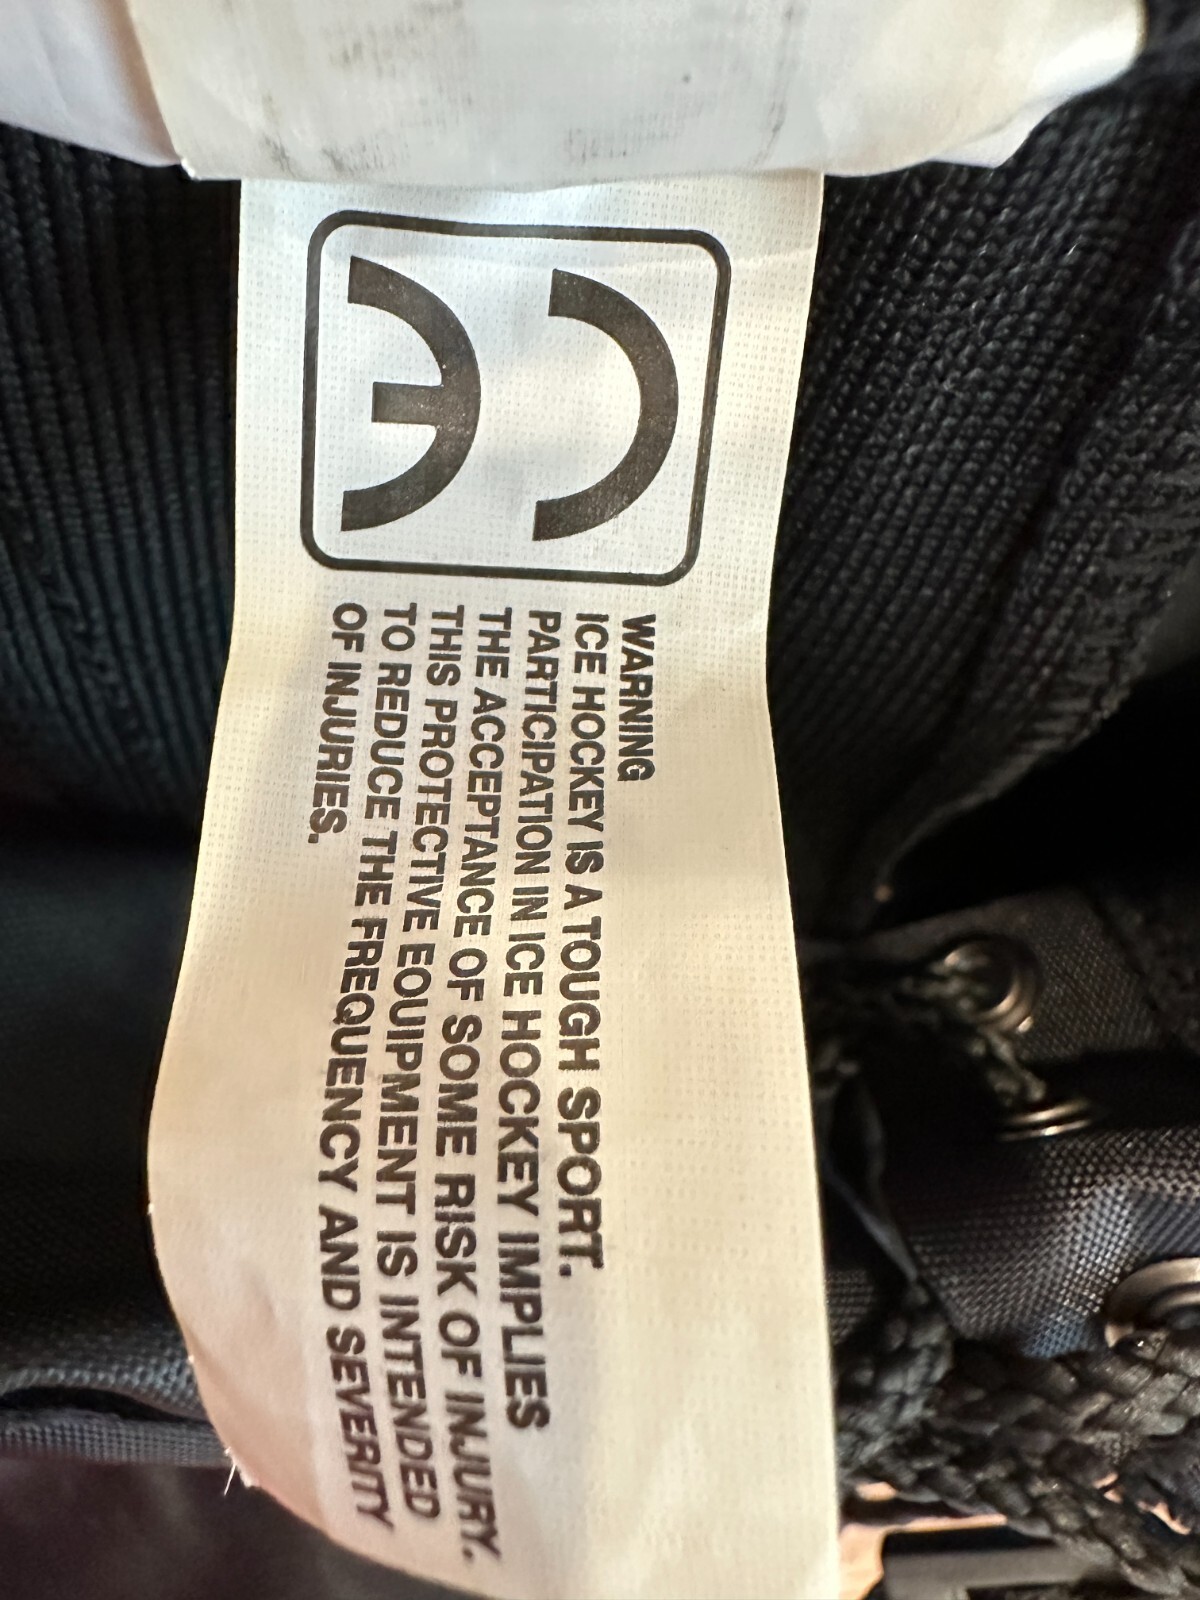 CE
WARNING
ICE HOCKEY IS A TOUGH SPORT.
PARTICIPATION IN ICE HOCKEY IMPLIES
THE ACCEPTANCE OF SOME RISK OF INJURY.
THIS PROTECTIVE EQUIPMENT IS INTENDED
TO REDUCE THE FREQUENCY AND SEVERITY
OF INJURIES.